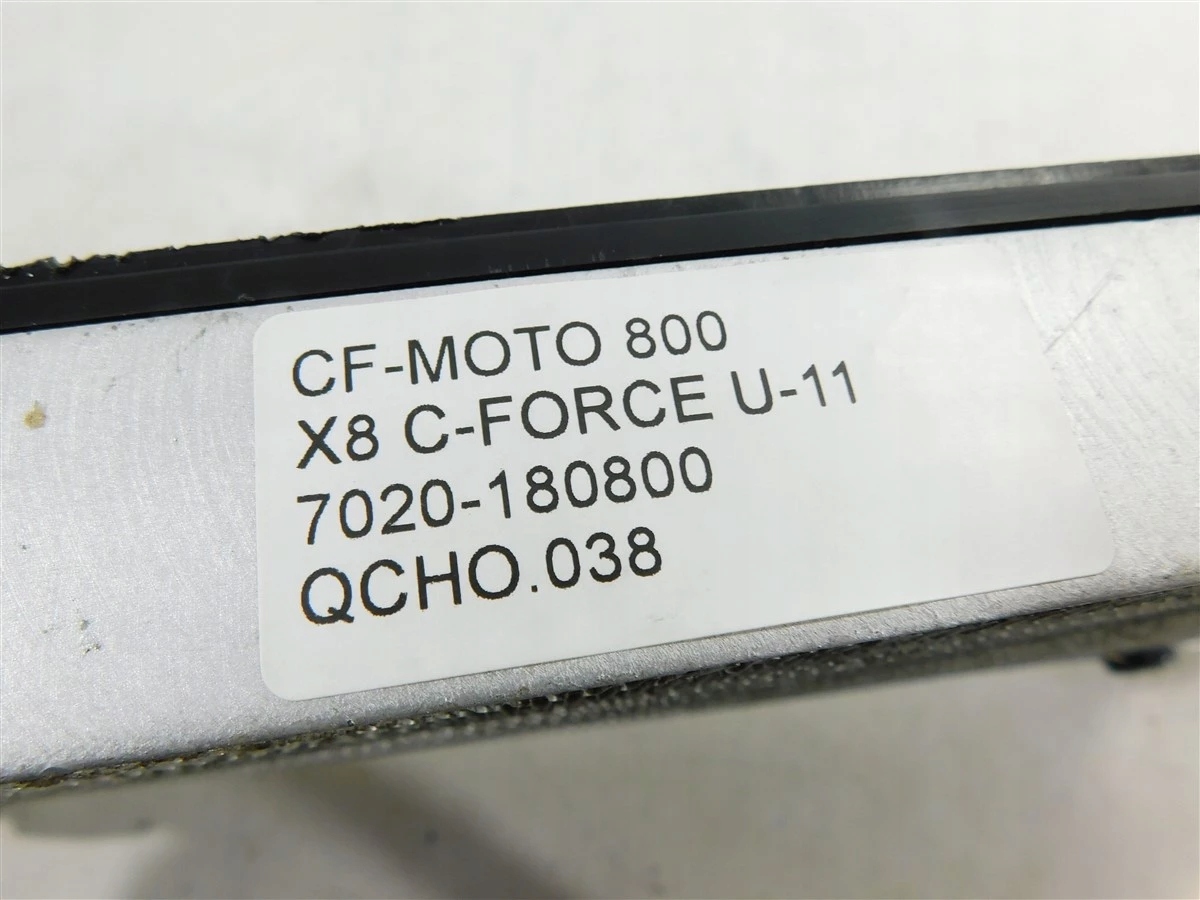 CF-MOTO 800
X8 C-FORCE U-11
7020-180800
QCHO.038